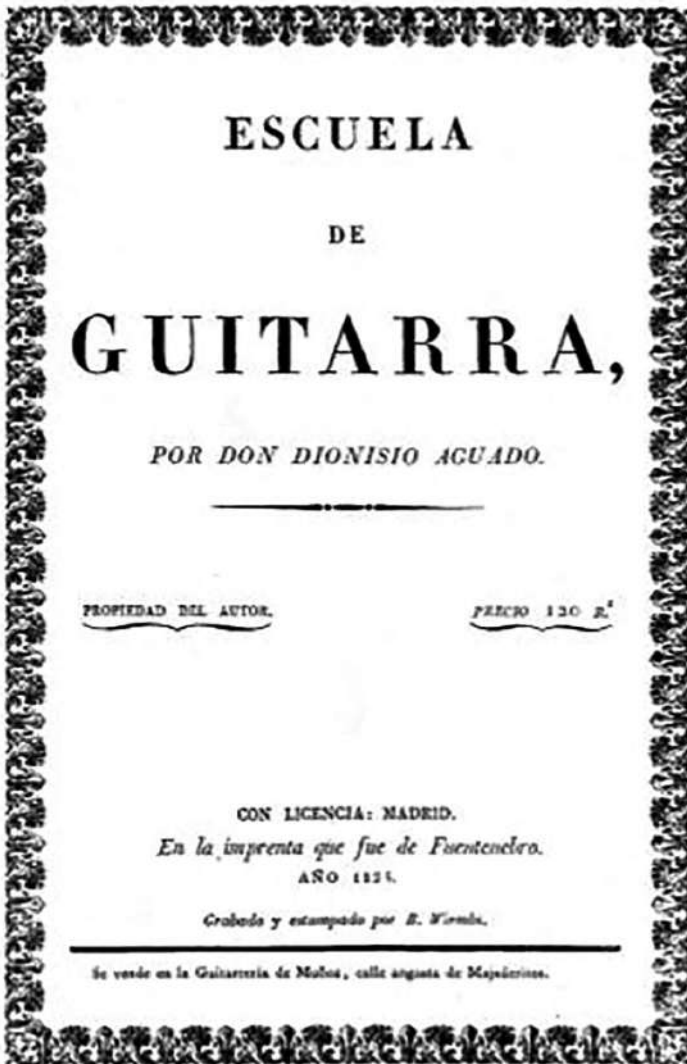 ESCUELA
DE
GUITARRA,
POR DON DIONISIO AGUADO.
PROPIEDAD DEL AUTOR.
PRECIO 120 R.ˢ
CON LICENCIA: MADRID.
En la imprenta que fue de Fuentenebro.
AÑO
Grabado y estampado por B.
Se vende en la Guitarrería de Muñoz, calle angosta de Majaderitos.